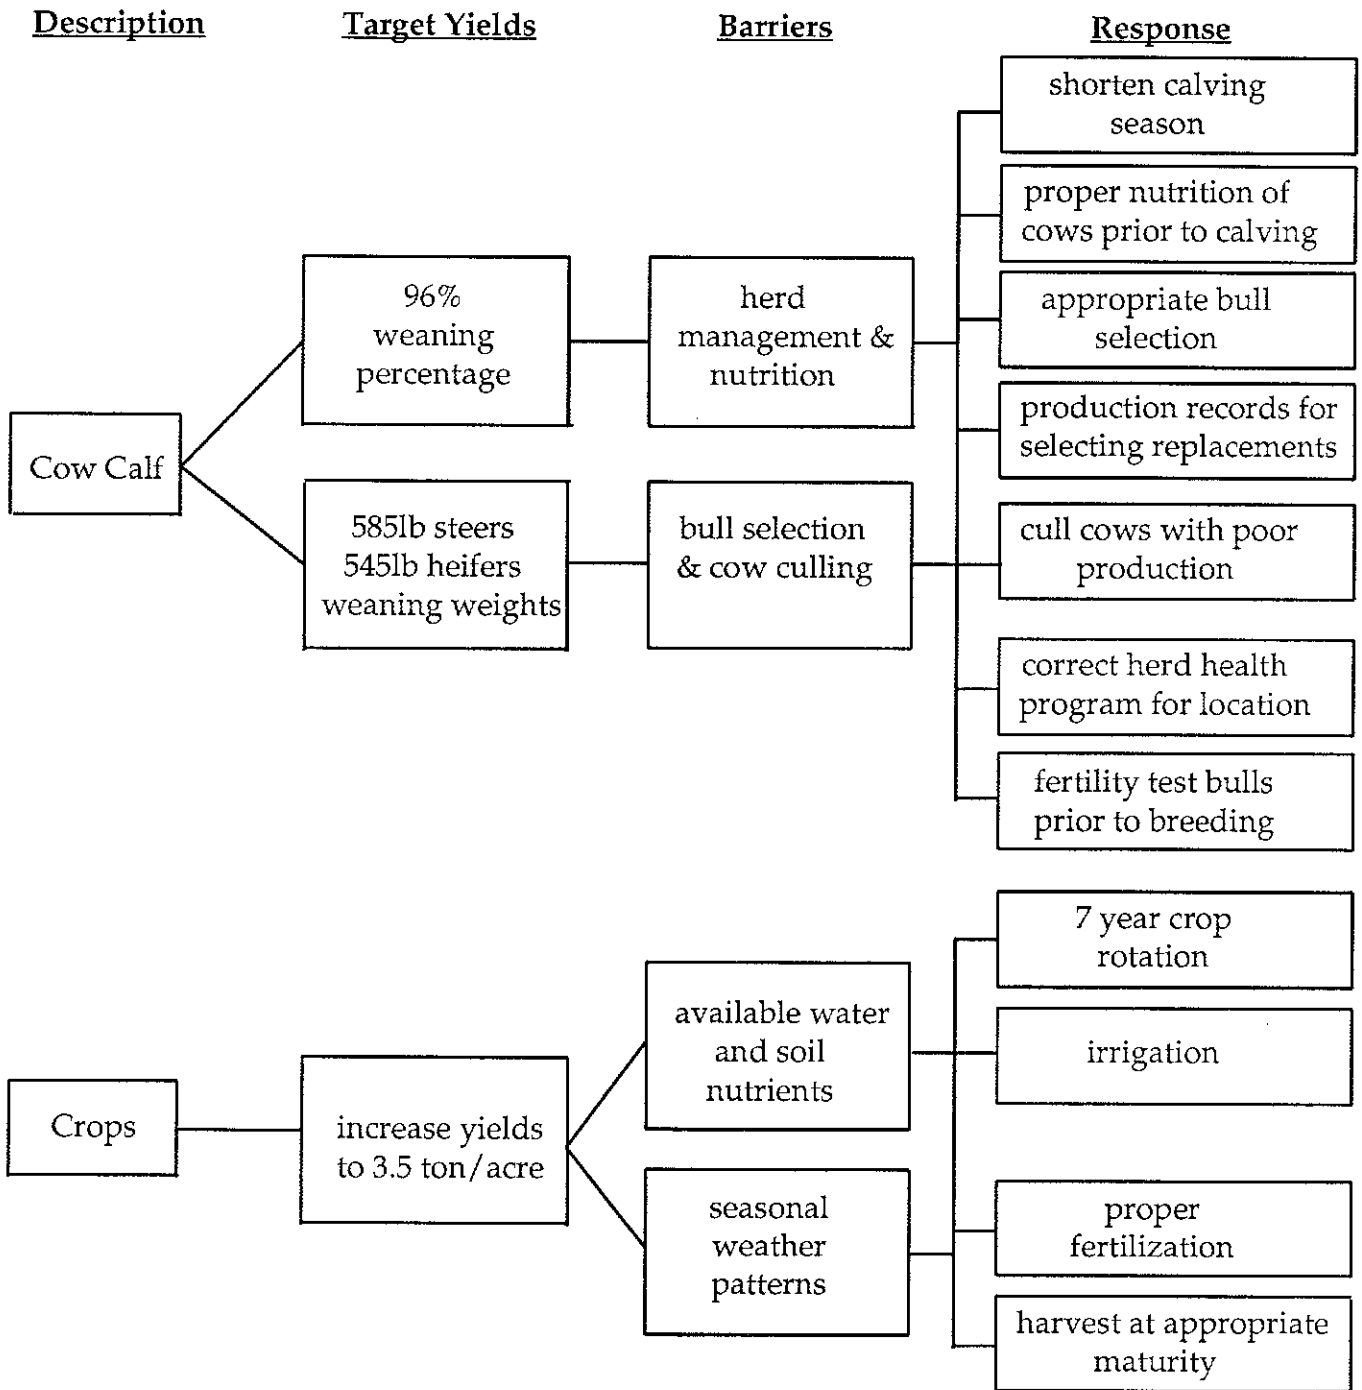 Description
Target Yields
Barriers
Response
Cow Calf
96%
weaning
percentage
585lb steers
545lb heifers
weaning weights
herd
management &
nutrition
bull selection
& cow culling
shorten calving
season
proper nutrition of
cows prior to calving
appropriate bull
selection
production records for
selecting replacements
cull cows with poor
production
correct herd health
program for location
fertility test bulls
prior to breeding
Crops
increase yields
to 3.5 ton/acre
available water
and soil
nutrients
seasonal
weather
patterns
7 year crop
rotation
irrigation
proper
fertilization
harvest at appropriate
maturity